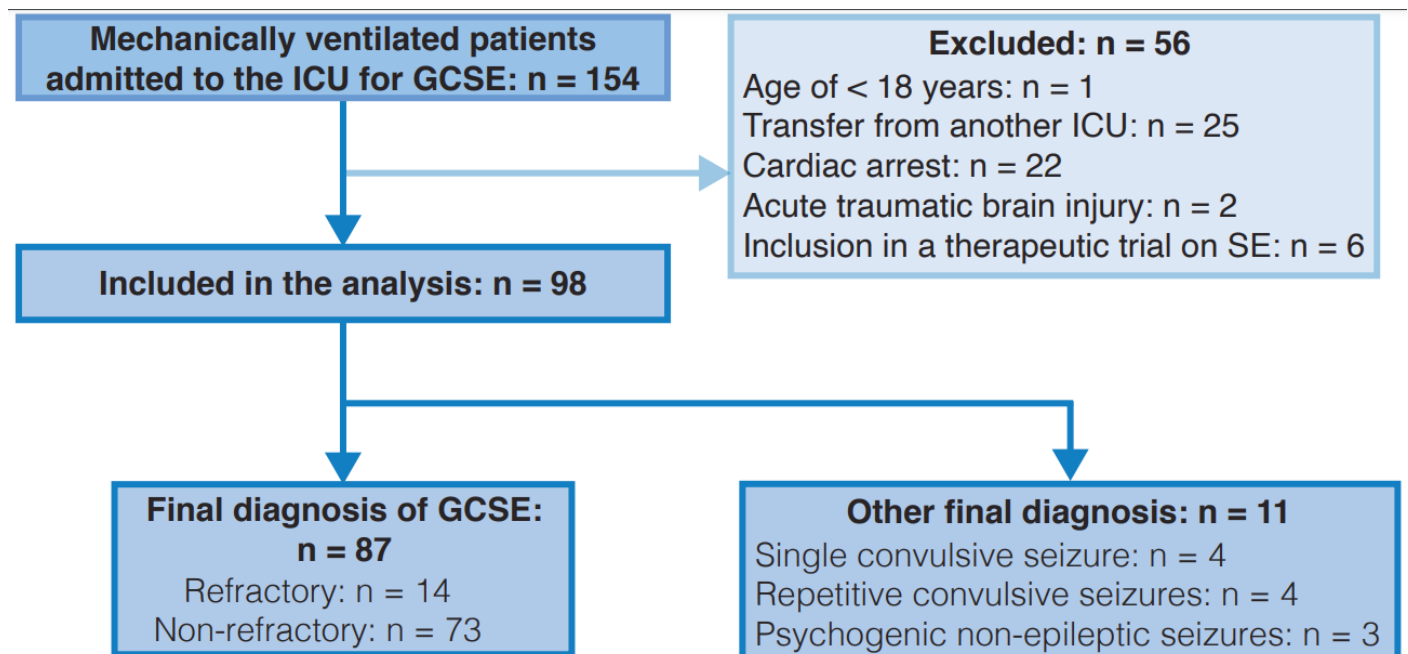 Mechanically ventilated patients
admitted to the ICU for GCSE: n = 154
Excluded: n = 56
Age of < 18 years: n = 1
Transfer from another ICU: n = 25
Cardiac arrest: n = 22
Acute traumatic brain injury: n = 2
Inclusion in a therapeutic trial on SE: n = 6
Included in the analysis: n = 98
Final diagnosis of GCSE:
n = 87
Refractory: n = 14
Non-refractory: n = 73
Other final diagnosis: n = 11
Single convulsive seizure: n = 4
Repetitive convulsive seizures: n = 4
Psychogenic non-epileptic seizures: n = 3